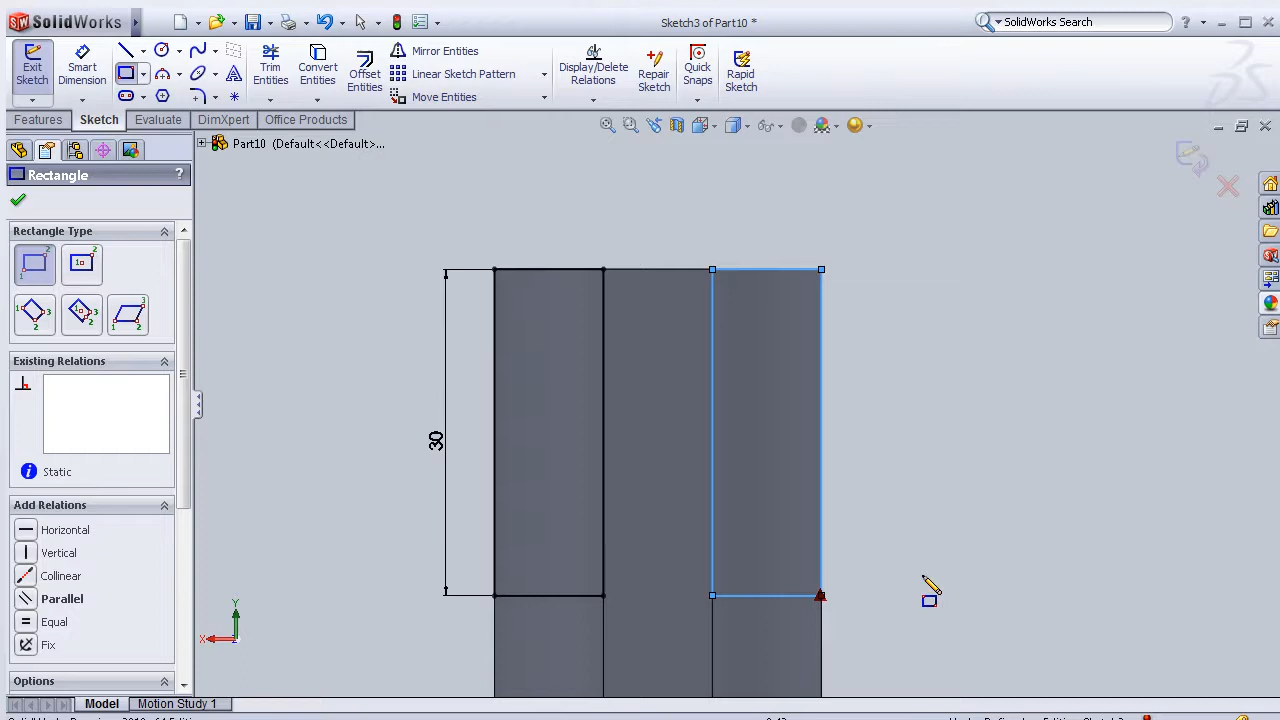 SolidWorks
Sketch3 of Part10 *
SolidWorks Search
Exit Sketch
Smart Dimension
Trim Entities
Convert Entities
Offset Entities
Mirror Entities
Linear Sketch Pattern
Move Entities
Display/Delete Relations
Repair Sketch
Quick Snaps
Rapid Sketch
Features
Sketch
Evaluate
DimXpert
Office Products
Part10 (Default<<Default>...
Rectangle
?
Rectangle Type
Existing Relations
Static
Add Relations
Horizontal
Vertical
Collinear
Parallel
Equal
Fix
Options
30
Y
X
Model
Motion Study 1